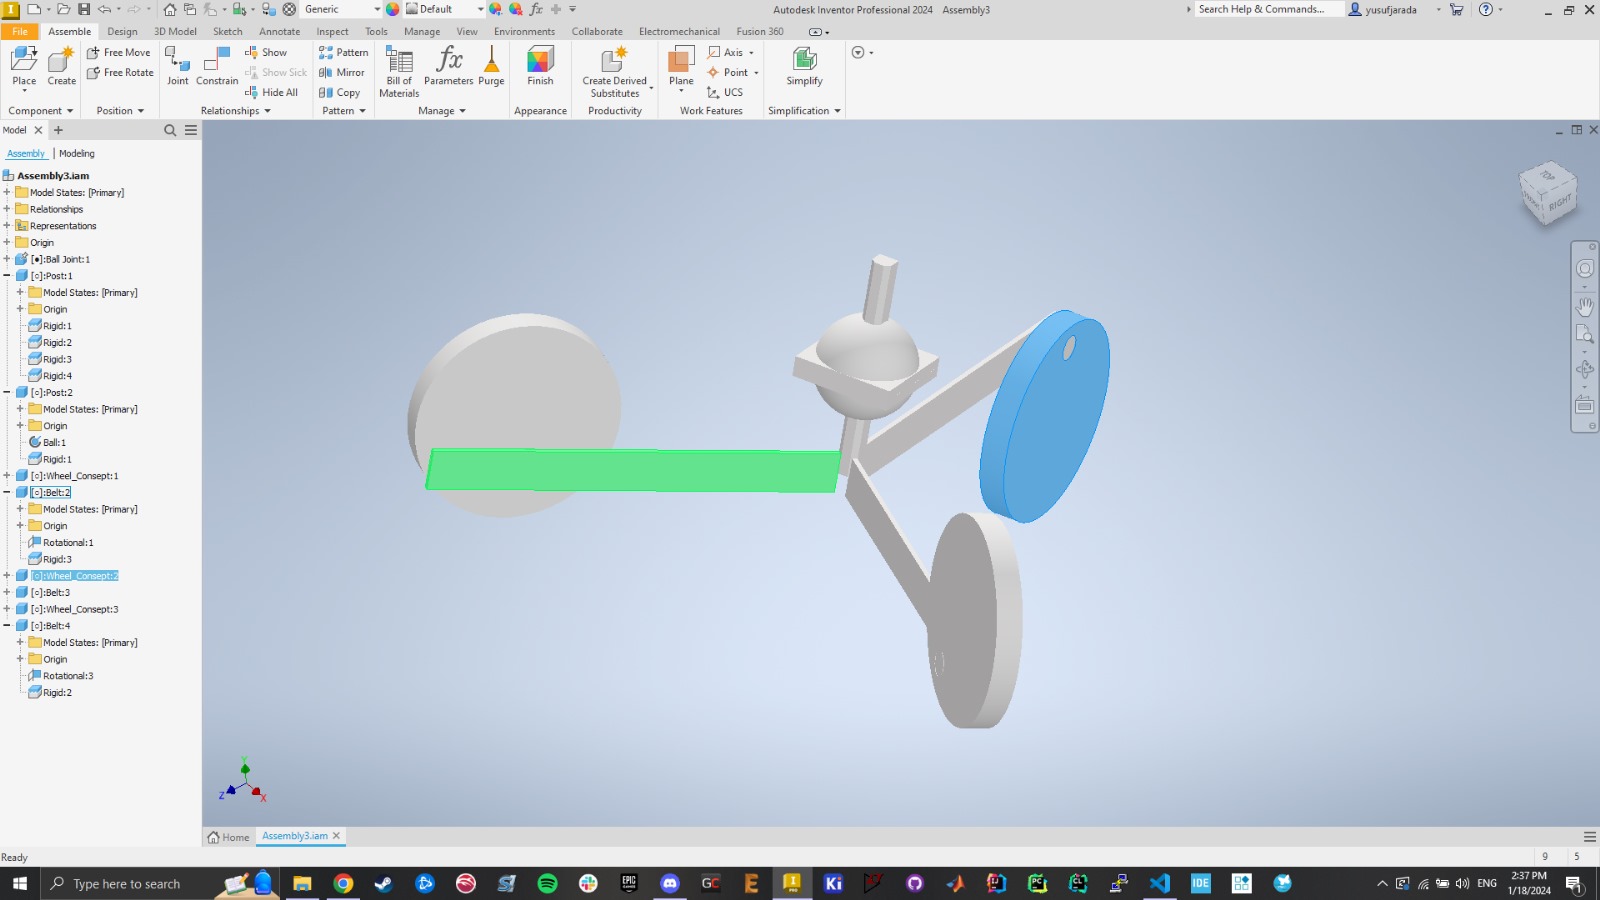 Generic
Default
Autodesk Inventor Professional 2024 Assembly3
Search Help & Commands...
yusufjarada
File
Assemble
Design
3D Model
Sketch
Annotate
Inspect
Tools
Manage
View
Environments
Collaborate
Electromechanical
Fusion 360
Place
Create
Free Move
Free Rotate
Joint
Constrain
Show
Show Sick
Hide All
Pattern
Mirror
Copy
Bill of
Materials
Parameters
Purge
Finish
Create Derived
Substitutes
Plane
Axis
Point
UCS
Simplify
Component
Position
Relationships
Pattern
Manage
Appearance
Productivity
Work Features
Simplification
Model
Assembly
Modeling
Assembly3.iam
Model States: [Primary]
Relationships
Representations
Origin
[●]:Ball Joint:1
[○]:Post:1
Model States: [Primary]
Origin
Rigid:1
Rigid:2
Rigid:3
Rigid:4
[○]:Post:2
Model States: [Primary]
Origin
Ball:1
Rigid:1
[○]:Wheel_Consept:1
[○]:Belt:2
Model States: [Primary]
Origin
Rotational:1
Rigid:3
[○]:Wheel_Consept:2
[○]:Belt:3
[○]:Wheel_Consept:3
[○]:Belt:4
Model States: [Primary]
Origin
Rotational:3
Rigid:2
TOP
RIGHT
Y
Z
X
Home
Assembly3.iam
Ready
9
5
Type here to search
EPIC
GC
Ki
PC
CL
IDE
ENG
2:37 PM
1/18/2024
1